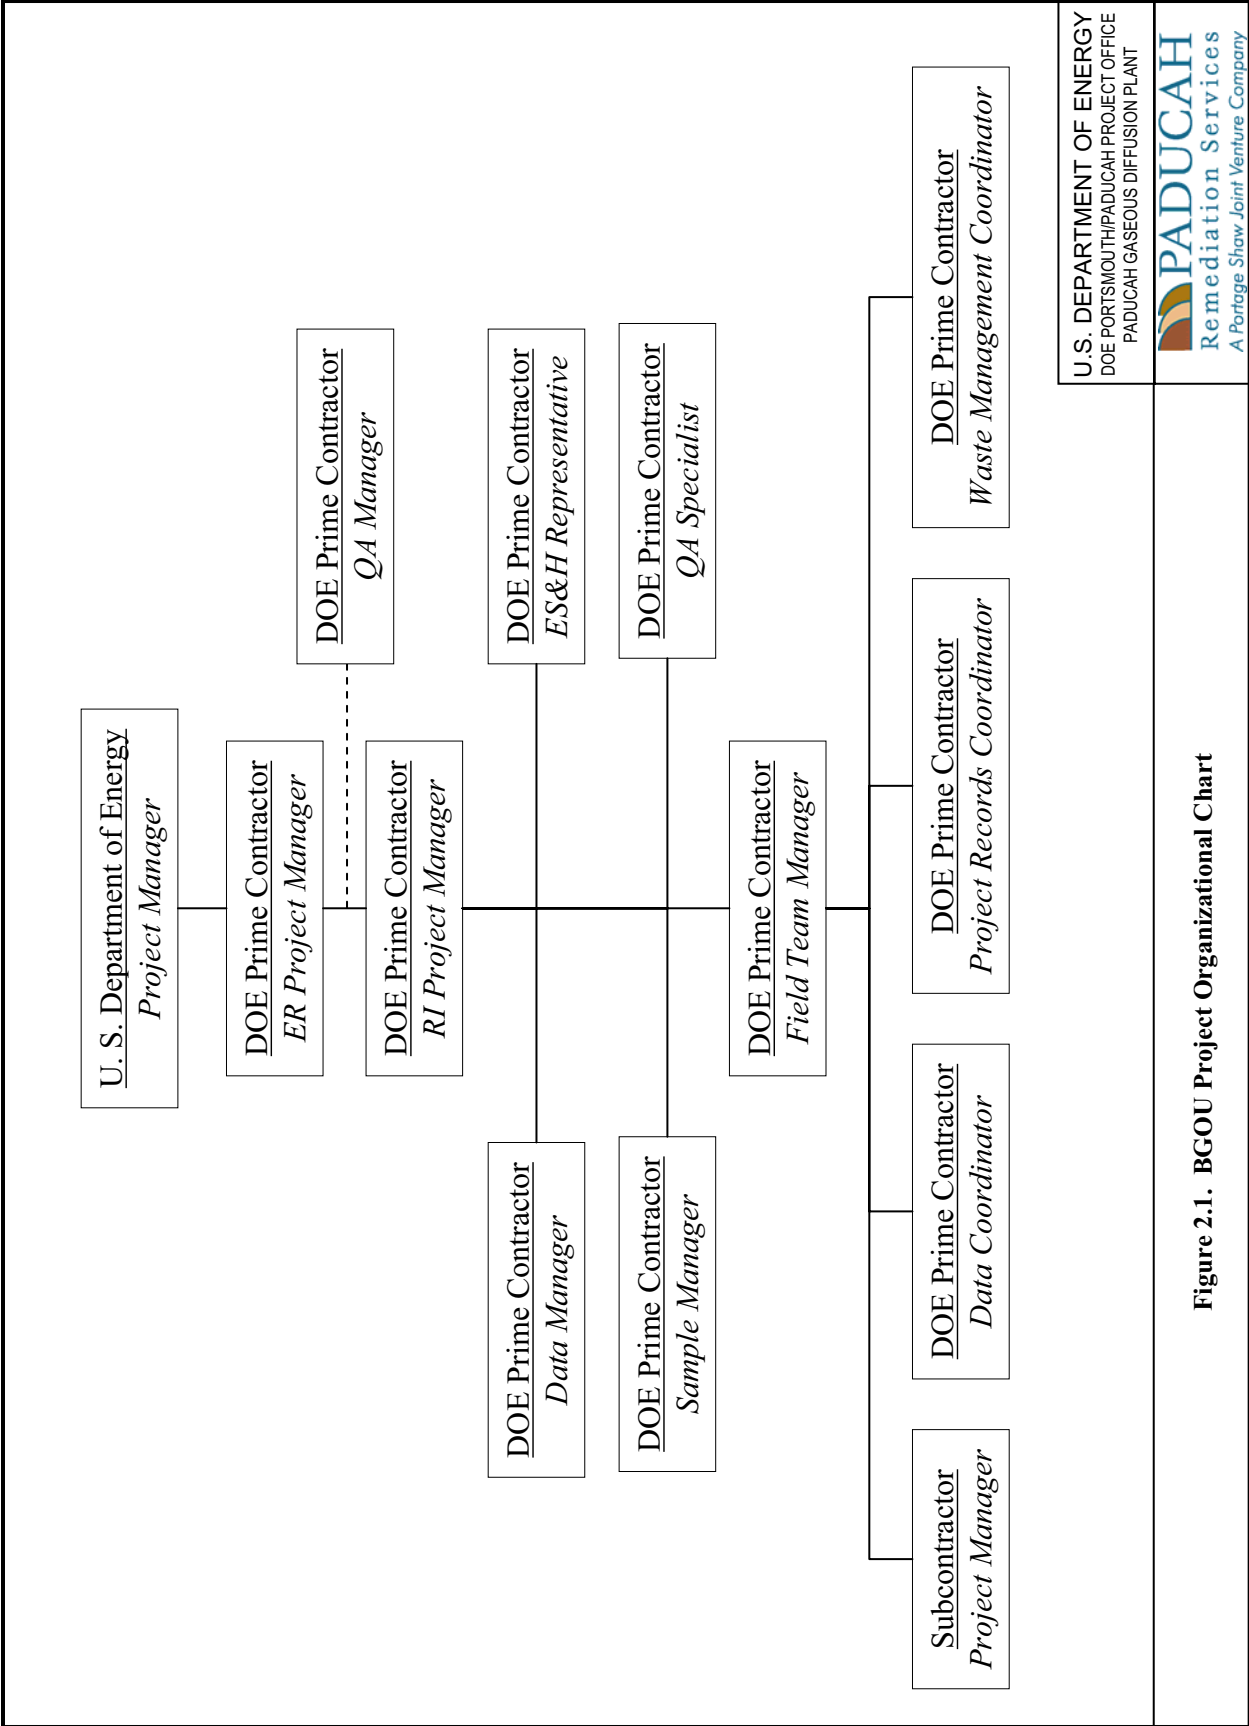 U. S. Department of Energy
Project Manager
DOE Prime Contractor
ER Project Manager
DOE Prime Contractor
QA Manager
DOE Prime Contractor
RI Project Manager
DOE Prime Contractor
Data Manager
DOE Prime Contractor
ES&H Representative
DOE Prime Contractor
Sample Manager
DOE Prime Contractor
QA Specialist
DOE Prime Contractor
Field Team Manager
Subcontractor
Project Manager
DOE Prime Contractor
Data Coordinator
DOE Prime Contractor
Project Records Coordinator
DOE Prime Contractor
Waste Management Coordinator
U.S. DEPARTMENT OF ENERGY
DOE PORTSMOUTH/PADUCAH PROJECT OFFICE
PADUCAH GASEOUS DIFFUSION PLANT
Figure 2.1. BGOU Project Organizational Chart
PADUCAH
Remediation Services
A Portage Shaw Joint Venture Company